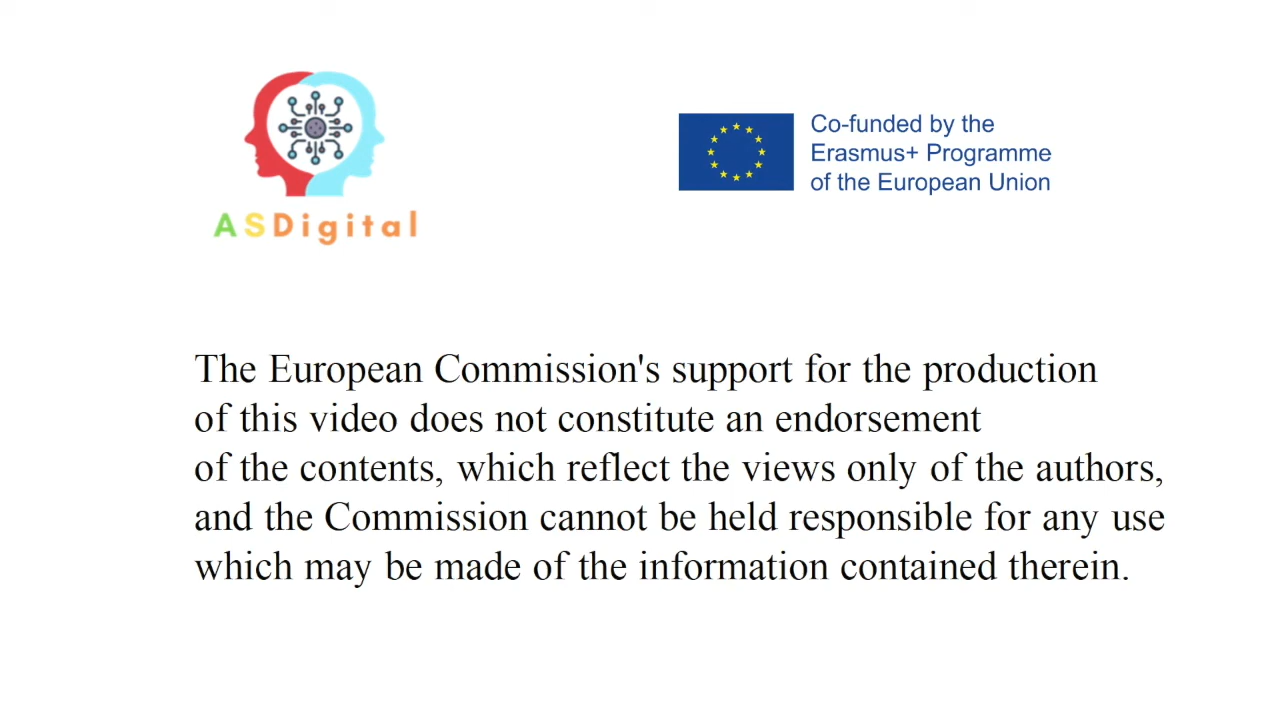 ASDigital
Co-funded by the
Erasmus+ Programme
of the European Union
The European Commission's support for the production
of this video does not constitute an endorsement
of the contents, which reflect the views only of the authors,
and the Commission cannot be held responsible for any use
which may be made of the information contained therein.